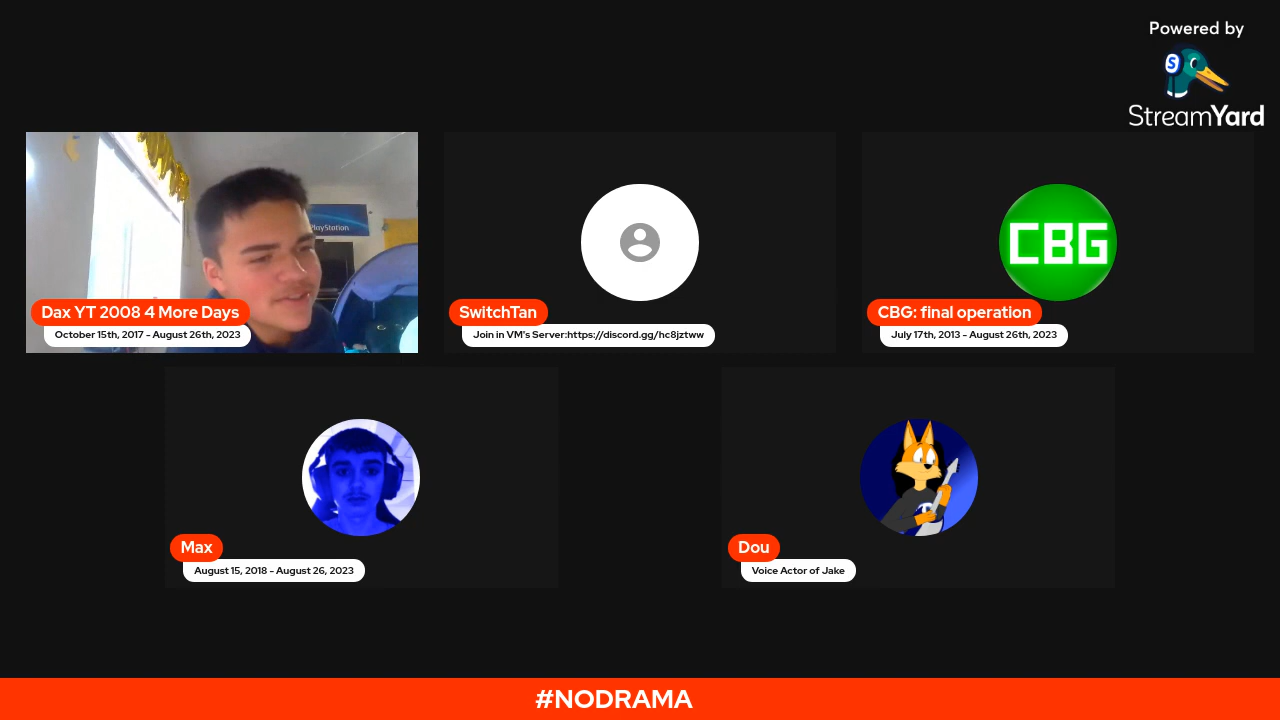 Powered by
S
StreamYard
PlayStation
Dax YT 2008 4 More Days
October 15th, 2017 - August 26th, 2023
SwitchTan
Join in VM's Server:https://discord.gg/hc8jztww
CBG
CBG: final operation
July 17th, 2013 - August 26th, 2023
Max
August 15, 2018 - August 26, 2023
Dou
Voice Actor of Jake
#NODRAMA